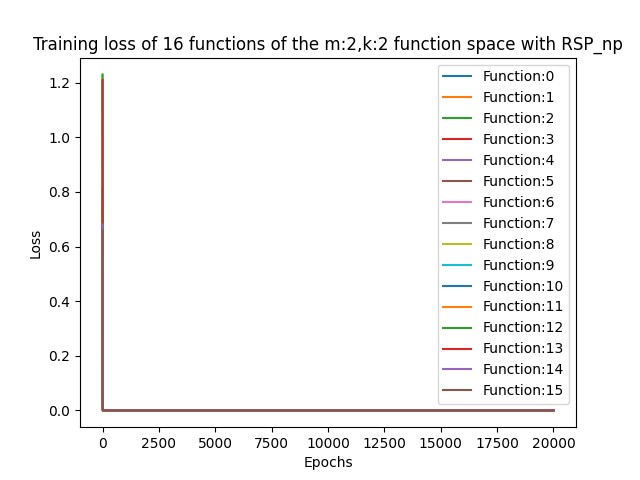 Training loss of 16 functions of the m:2,k:2 function space with RSP_np
1.2
1.0
0.8
0.6
0.4
0.2
0.0
Loss
Function:0
Function:1
Function:2
Function:3
Function:4
Function:5
Function:6
Function:7
Function:8
Function:9
Function:10
Function:11
Function:12
Function:13
Function:14
Function:15
0 2500 5000 7500 10000 12500 15000 17500 20000
Epochs